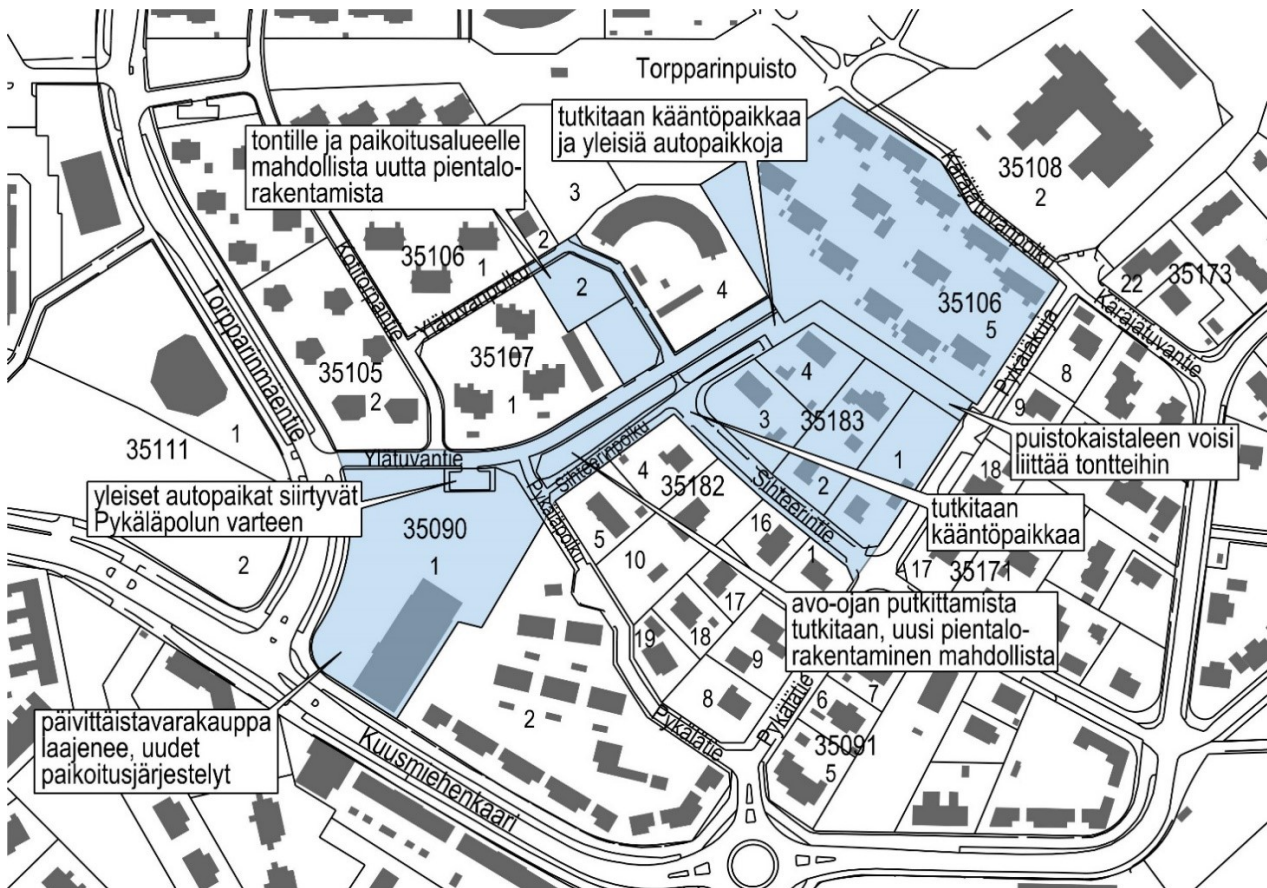 Torpparinpuisto
tutkitaan kääntöpaikkaa
ja yleisiä autopaikkoja
tontille ja paikoitusalueelle
mahdollista uutta pientalo-
rakentamista
Käräjätuvanpolku
35108
2
3
2
35106
1
Kotitorpantie
Ylätuvanpolku
2
4
22
35173
Käräjätuvantie
35106
5
Pykäläkuja
Torpparinmäentie
35107
1
35105
2
8
9
4
3
35183
1
2
puistokaistaleen voisi
liittää tontteihin
35111
1
Ylätuvantie
Sihteerinpolku
4
35182
Sihteerintie
18
yleiset autopaikat siirtyvät
Pykäläpolun varteen
Pykäläpolku
tutkitaan
kääntöpaikkaa
35090
1
2
5
10
16
1
17
35171
avo-ojan putkittamista
tutkitaan, uusi pientalo-
rakentaminen mahdollista
17
18
19
9
8
2
Pykälätie
Pykälätie
6
7
35091
5
päivittäistavarakauppa
laajenee, uudet
paikoitusjärjestelyt
Kuusmiehenkaari